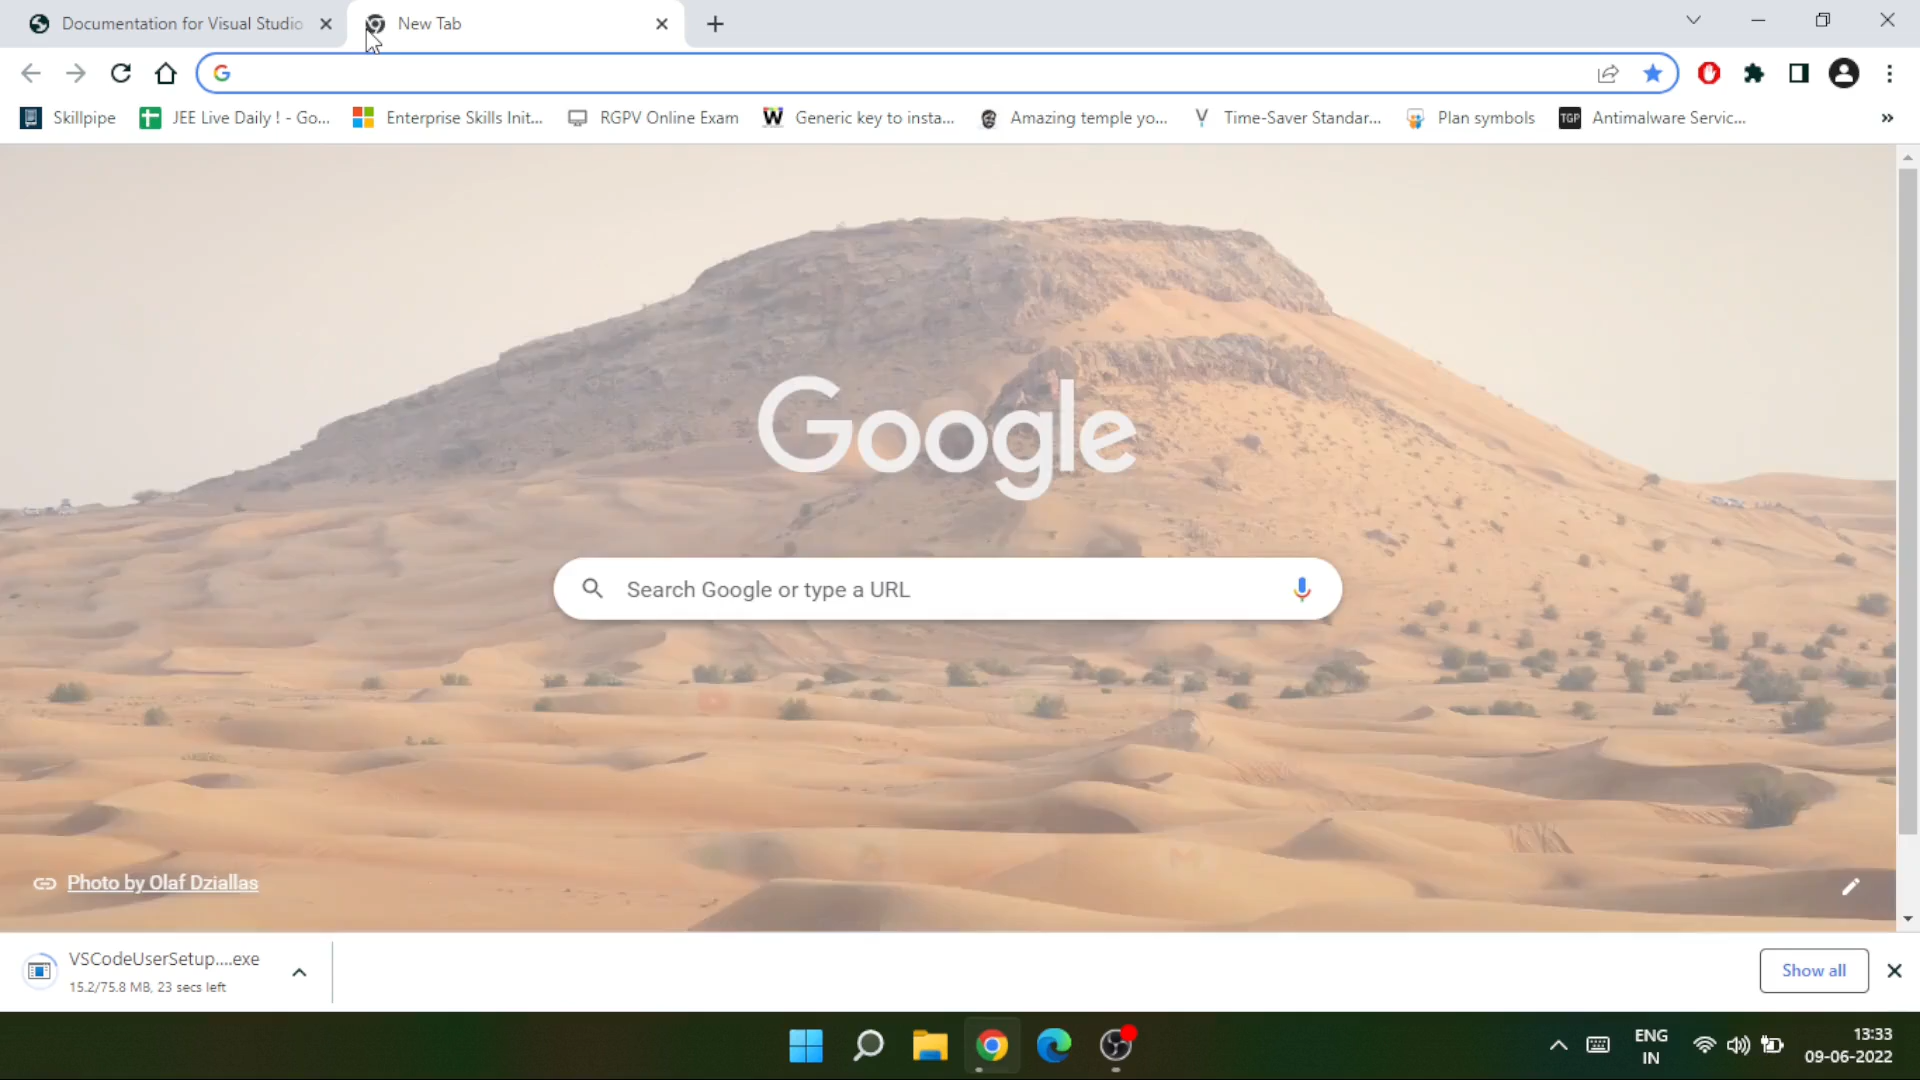 Documentation for Visual Studio
New Tab
Skillpipe
JEE Live Daily ! - Go...
Enterprise Skills Init...
RGPV Online Exam
W Generic key to insta...
Amazing temple yo...
V Time-Saver Standar...
Plan symbols
TGP Antimalware Servic...
Google
Search Google or type a URL
Photo by Olaf Dziallas
VSCodeUserSetup....exe
15.2/75.8 MB, 23 secs left
Show all
ENG
IN
13:33
09-06-2022